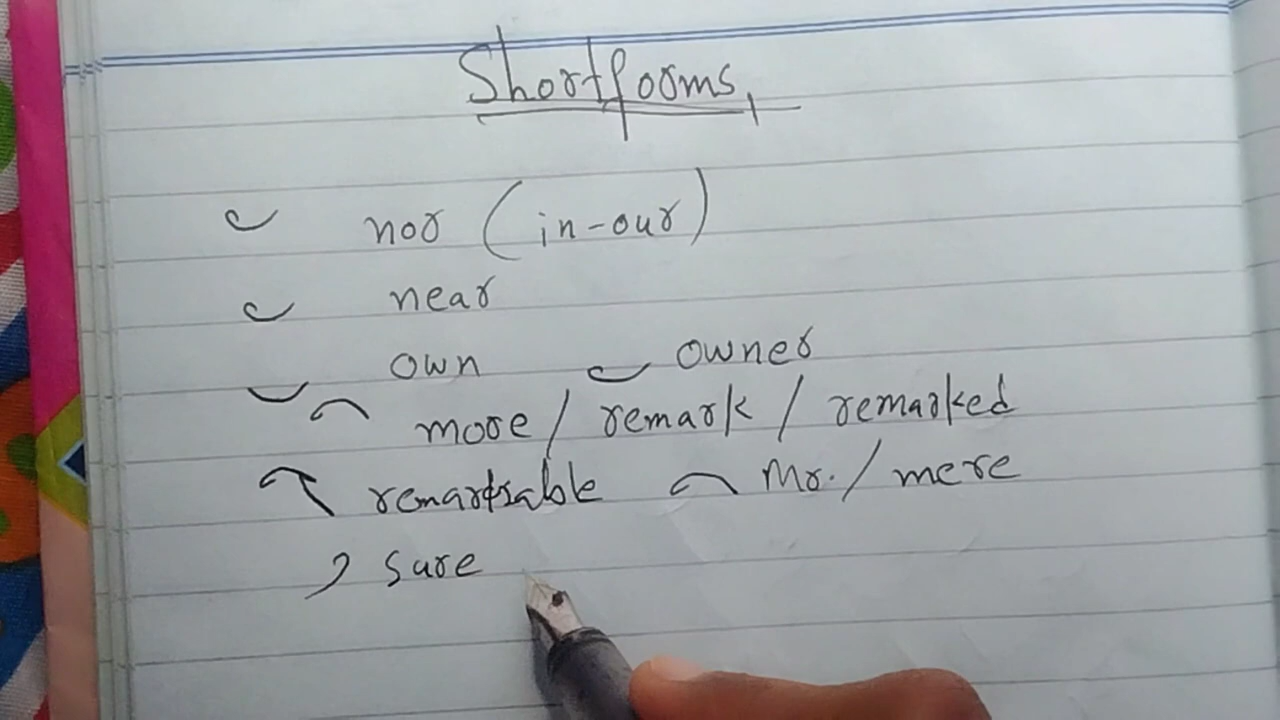 Shortforms
nor (in-our)
near
own owner
more / remark / remarked
remarkable Mr. / mere
sure